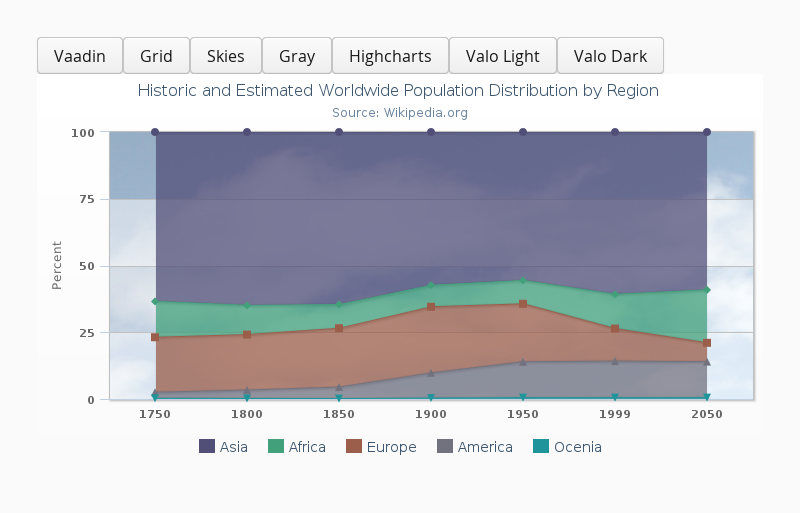 Vaadin Grid Skies Gray Highcharts Valo Light Valo Dark
Historic and Estimated Worldwide Population Distribution by Region
Source: Wikipedia.org
Percent
100
75
50
25
0
1750 1800 1850 1900 1950 1999 2050
Asia Africa Europe America Ocenia